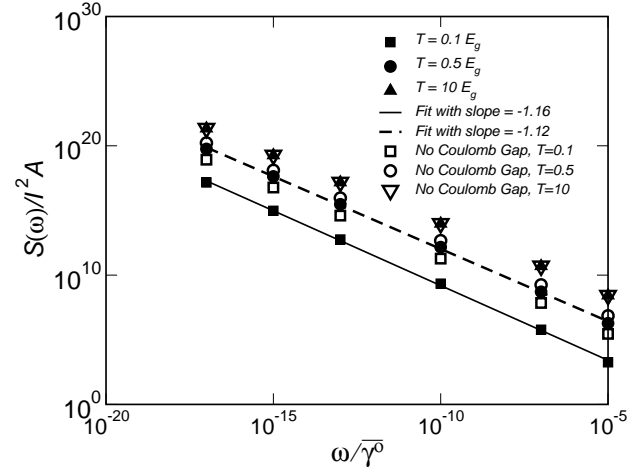 10^30
10^20
10^10
10^0
S(ω)/I^2 A
T = 0.1 E_g
T = 0.5 E_g
T = 10 E_g
Fit with slope = -1.16
Fit with slope = -1.12
No Coulomb Gap, T=0.1
No Coulomb Gap, T=0.5
No Coulomb Gap, T=10
10^-20
10^-15
10^-10
10^-5
ω/γ̅^o